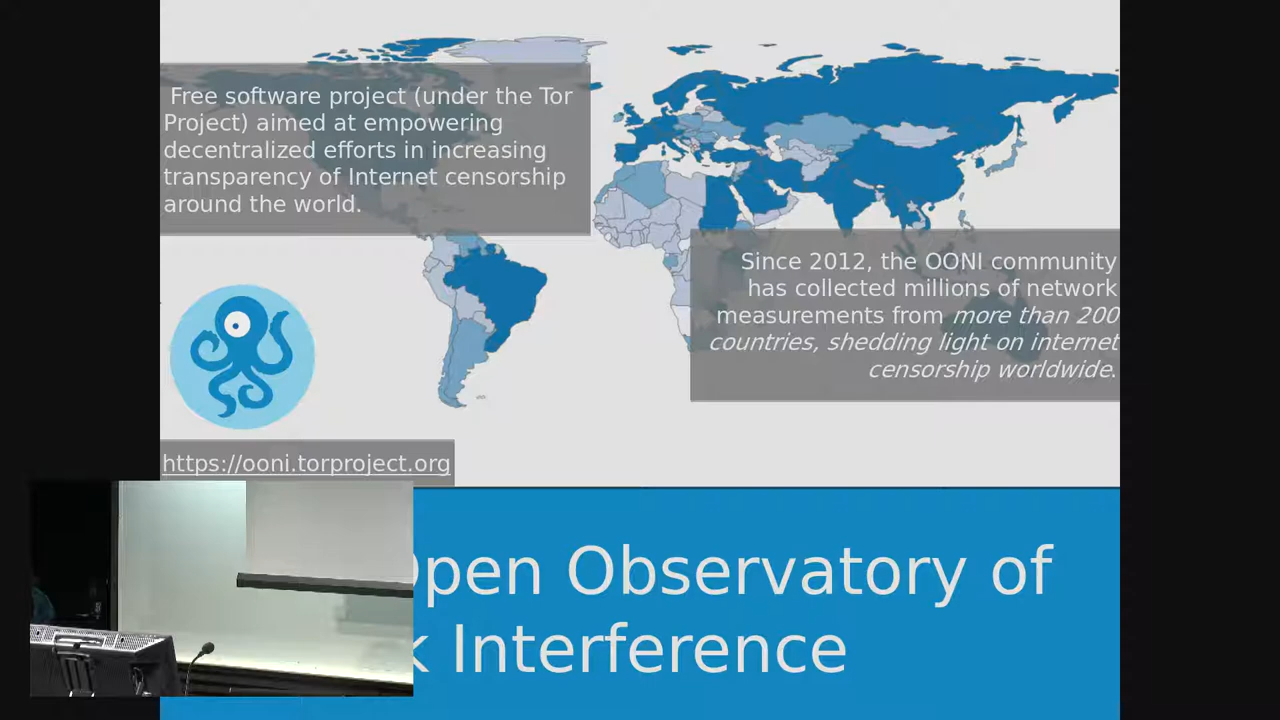 Free software project (under the Tor
Project) aimed at empowering
decentralized efforts in increasing
transparency of Internet censorship
around the world.
Since 2012, the OONI community
has collected millions of network
measurements from more than 200
countries, shedding light on internet
censorship worldwide.
https://ooni.torproject.org
Open Observatory of
k Interference